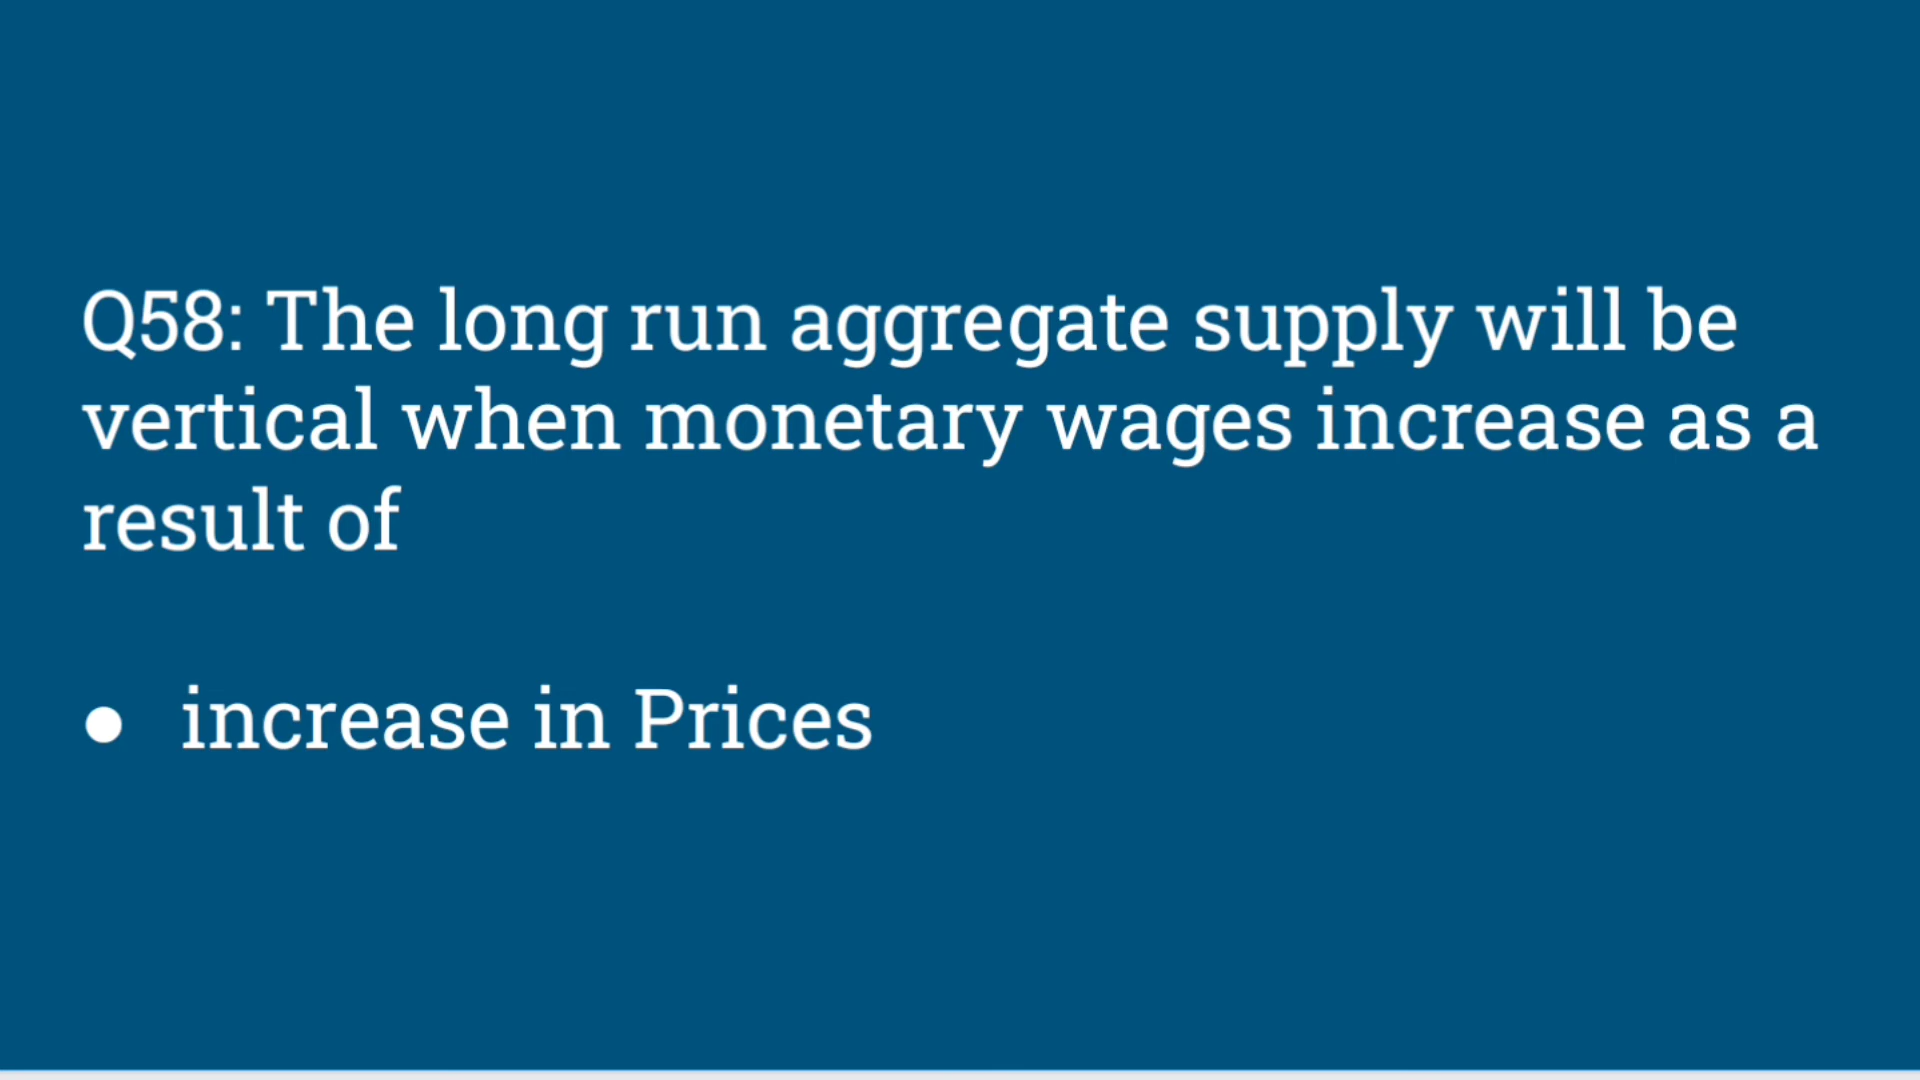 Q58: The long run aggregate supply will be
vertical when monetary wages increase as a
result of
● increase in Prices